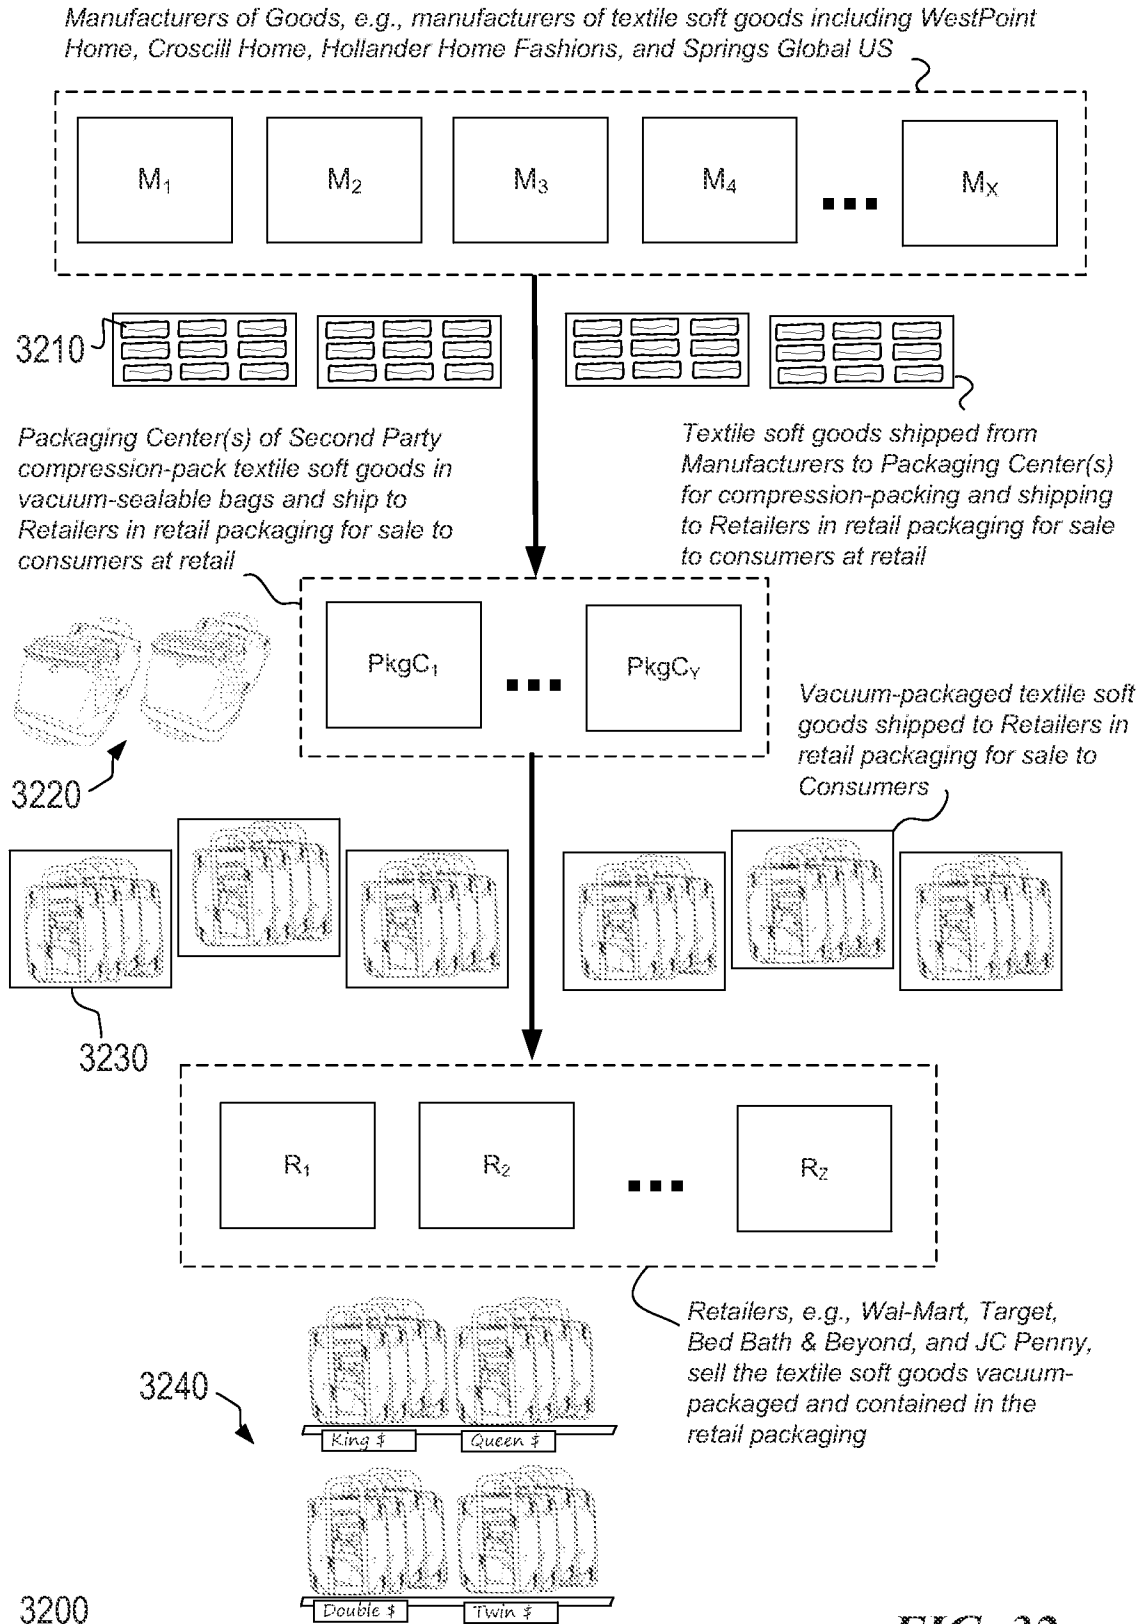 Manufacturers of Goods, e.g., manufacturers of textile soft goods including WestPoint
Home, Croscill Home, Hollander Home Fashions, and Springs Global US
M1
M2
M3
M4
...
MX
3210
Packaging Center(s) of Second Party
compression-pack textile soft goods in
vacuum-sealable bags and ship to
Retailers in retail packaging for sale to
consumers at retail
Textile soft goods shipped from
Manufacturers to Packaging Center(s)
for compression-packing and shipping
to Retailers in retail packaging for sale
to consumers at retail
PkgC1
...
PkgCY
3220
Vacuum-packaged textile soft
goods shipped to Retailers in
retail packaging for sale to
Consumers
3230
R1
R2
...
RZ
Retailers, e.g., Wal-Mart, Target,
Bed Bath & Beyond, and JC Penny,
sell the textile soft goods vacuum-
packaged and contained in the
retail packaging
3240
King $
Queen $
Double $
Twin $
3200
FIG. 32